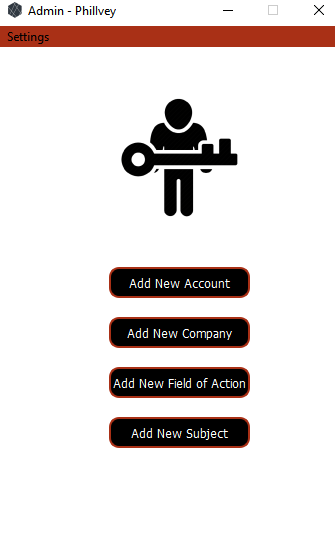 Admin - Phillvey
Settings
Add New Account
Add New Company
Add New Field of Action
Add New Subject